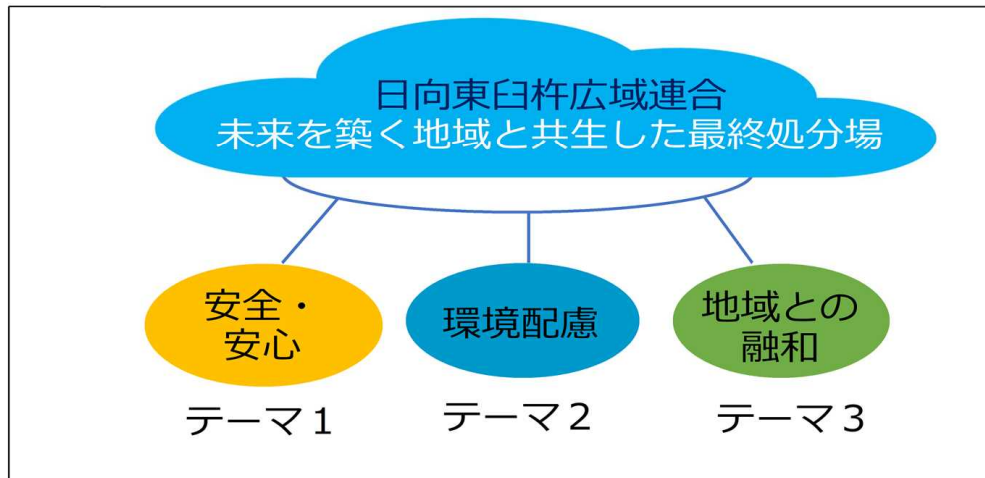 日向東臼杵広域連合
未来を築く地域と共生した最終処分場
安全・
安心
環境配慮
地域との
融和
テーマ１
テーマ２
テーマ３